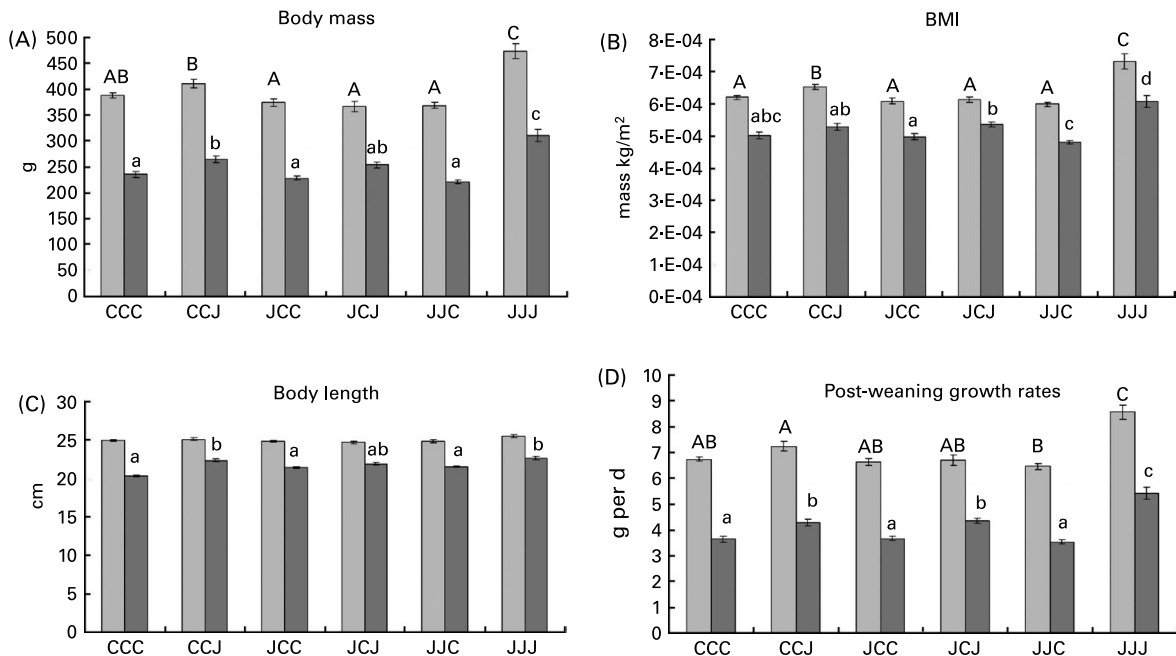 (A)
Body mass
500
450
400
350
300
250
200
150
100
50
0
g
AB
a
B
b
A
a
A
ab
A
a
C
c
CCC CCJ JCC JCJ JJC JJJ
(B)
BMI
8·E-04
7·E-04
6·E-04
5·E-04
4·E-04
3·E-04
2·E-04
1·E-04
0·E-04
mass kg/m²
A
abc
B
ab
A
a
A
b
A
c
C
d
CCC CCJ JCC JCJ JJC JJJ
(C)
Body length
30
25
20
15
10
5
0
cm
a
b
a
ab
a
b
CCC CCJ JCC JCJ JJC JJJ
(D)
Post-weaning growth rates
10
9
8
7
6
5
4
3
2
1
0
g per d
AB
a
A
b
AB
a
AB
b
B
a
C
c
CCC CCJ JCC JCJ JJC JJJ